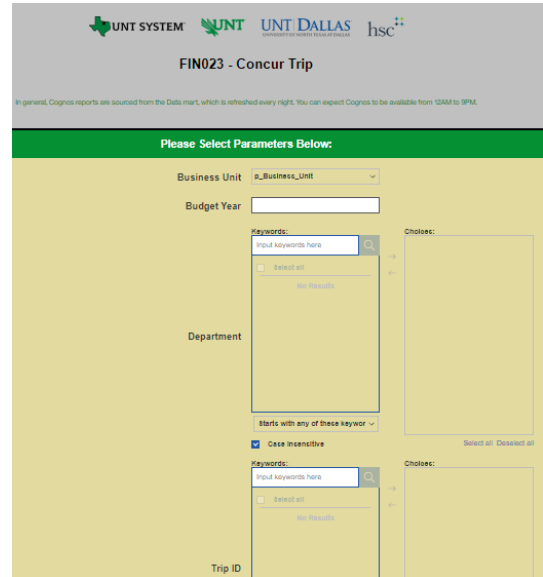 UNT SYSTEM UNT UNT DALLAS hsc
UNIVERSITY OF NORTH TEXAS AT DALLAS
FIN023 - Concur Trip
In general, Cognos reports are sourced from the Data mart, which is refreshed every night. You can expect Cognos to be available from 12AM to 9PM.
Please Select Parameters Below:
Business Unit p_Business_Unit
Budget Year
Keywords: Choices:
Input keywords here
Select all
No Results
Department
Starts with any of these keywor
Case insensitive Select all Deselect all
Keywords: Choices:
Input keywords here
Select all
No Results
Trip ID